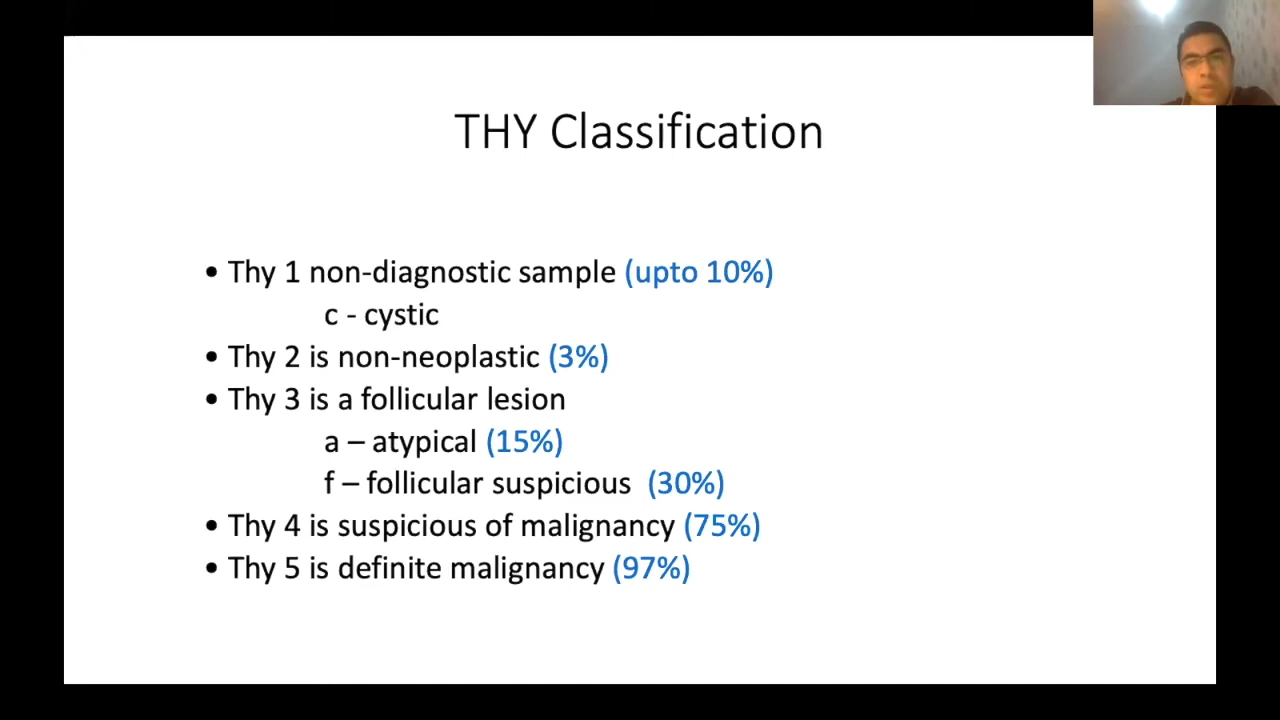 THY Classification
• Thy 1 non-diagnostic sample (upto 10%)
c - cystic
• Thy 2 is non-neoplastic (3%)
• Thy 3 is a follicular lesion
a – atypical (15%)
f – follicular suspicious (30%)
• Thy 4 is suspicious of malignancy (75%)
• Thy 5 is definite malignancy (97%)